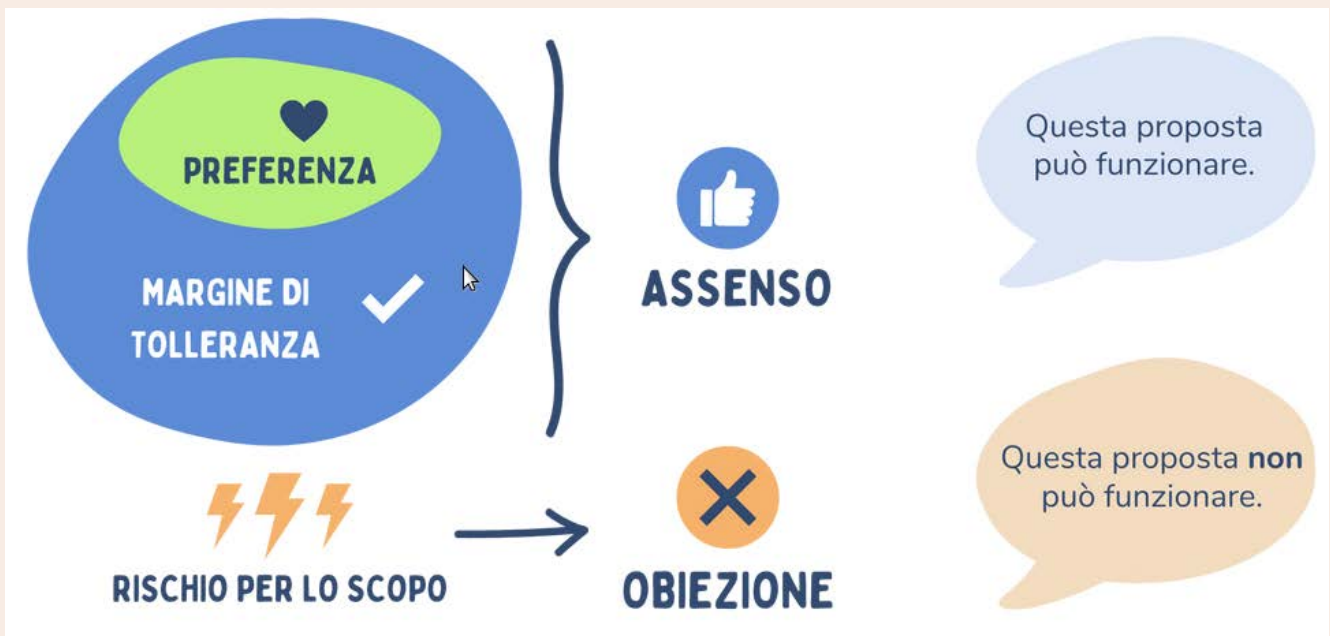 PREFERENZA
MARGINE DI
TOLLERANZA
ASSENSO
Questa proposta
può funzionare.
RISCHIO PER LO SCOPO
OBIEZIONE
Questa proposta non
può funzionare.